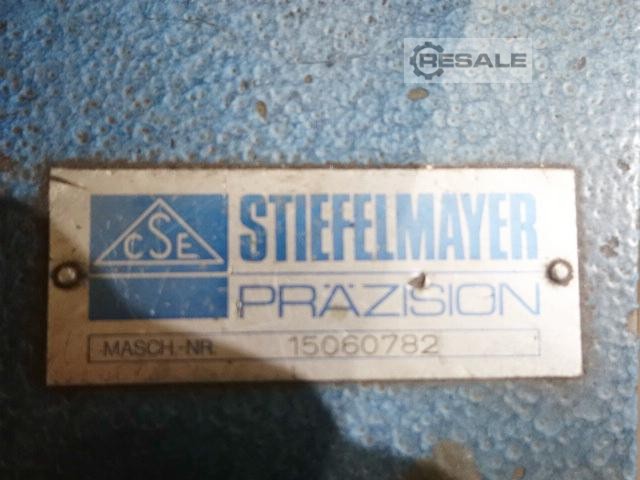 RESALE
CSE
STIEFELMAYER
PRÄZISION
MASCH.-NR. 15060782